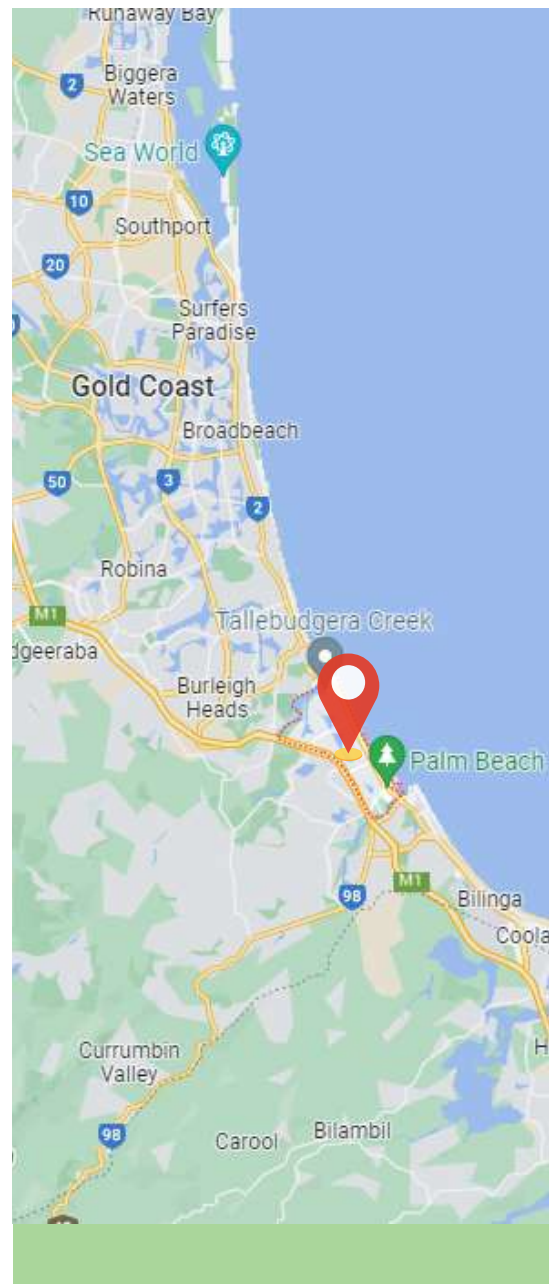 Runaway Bay
2
Biggera
Waters
Sea World
10
Southport
20
Surfers
Paradise
Gold Coast
Broadbeach
50
3
2
Robina
M1
Tallebudgera Creek
dgeeraba
Burleigh
Heads
Palm Beach
M1
98
Bilinga
Coola
H
Currumbin
Valley
98
Carool
Bilambil